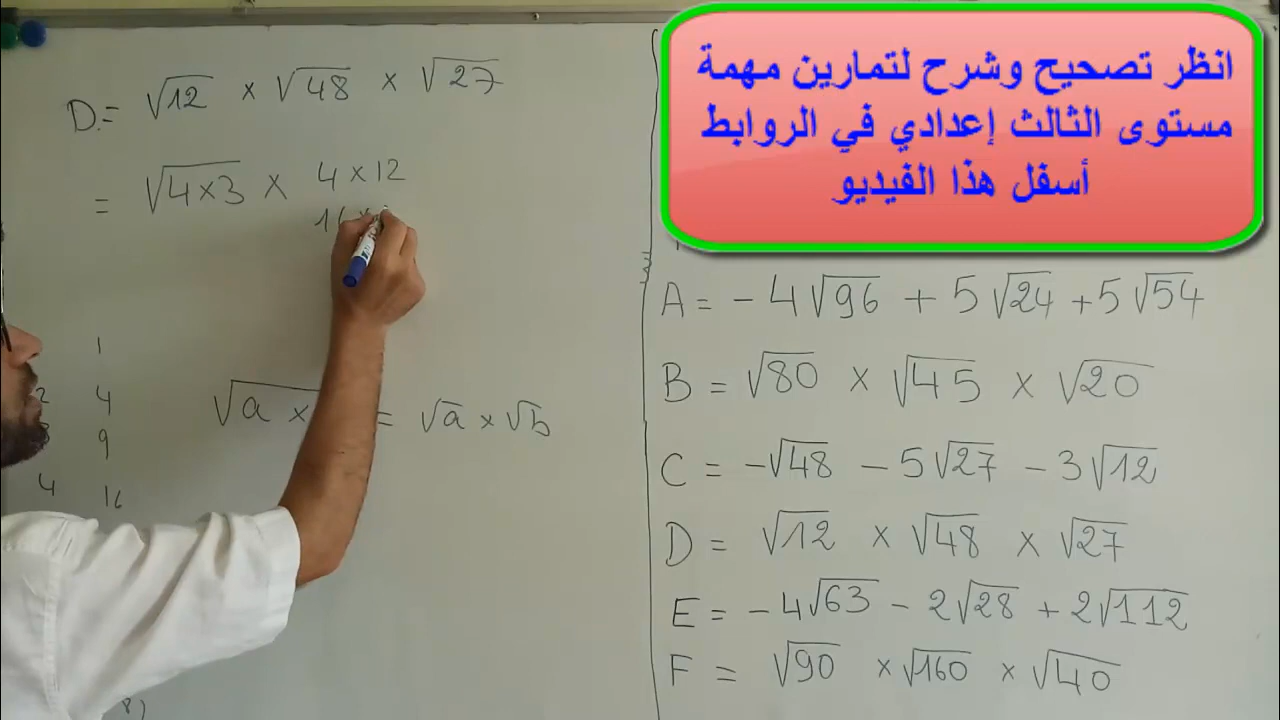 انظر تصحيح وشرح لتمارين مهمة
مستوى الثالث إعدادي في الروابط
أسفل هذا الفيديو
D = √12 × √48 × √27
= √4×3 × 4×12
16×
1
4
9
4 16
√a × = √a × √b
8)
A = -4√96 + 5√24 + 5√54
B = √80 × √45 × √20
C = -√48 - 5√27 - 3√12
D = √12 × √48 × √27
E = -4√63 - 2√28 + 2√112
F = √90 × √160 × √40